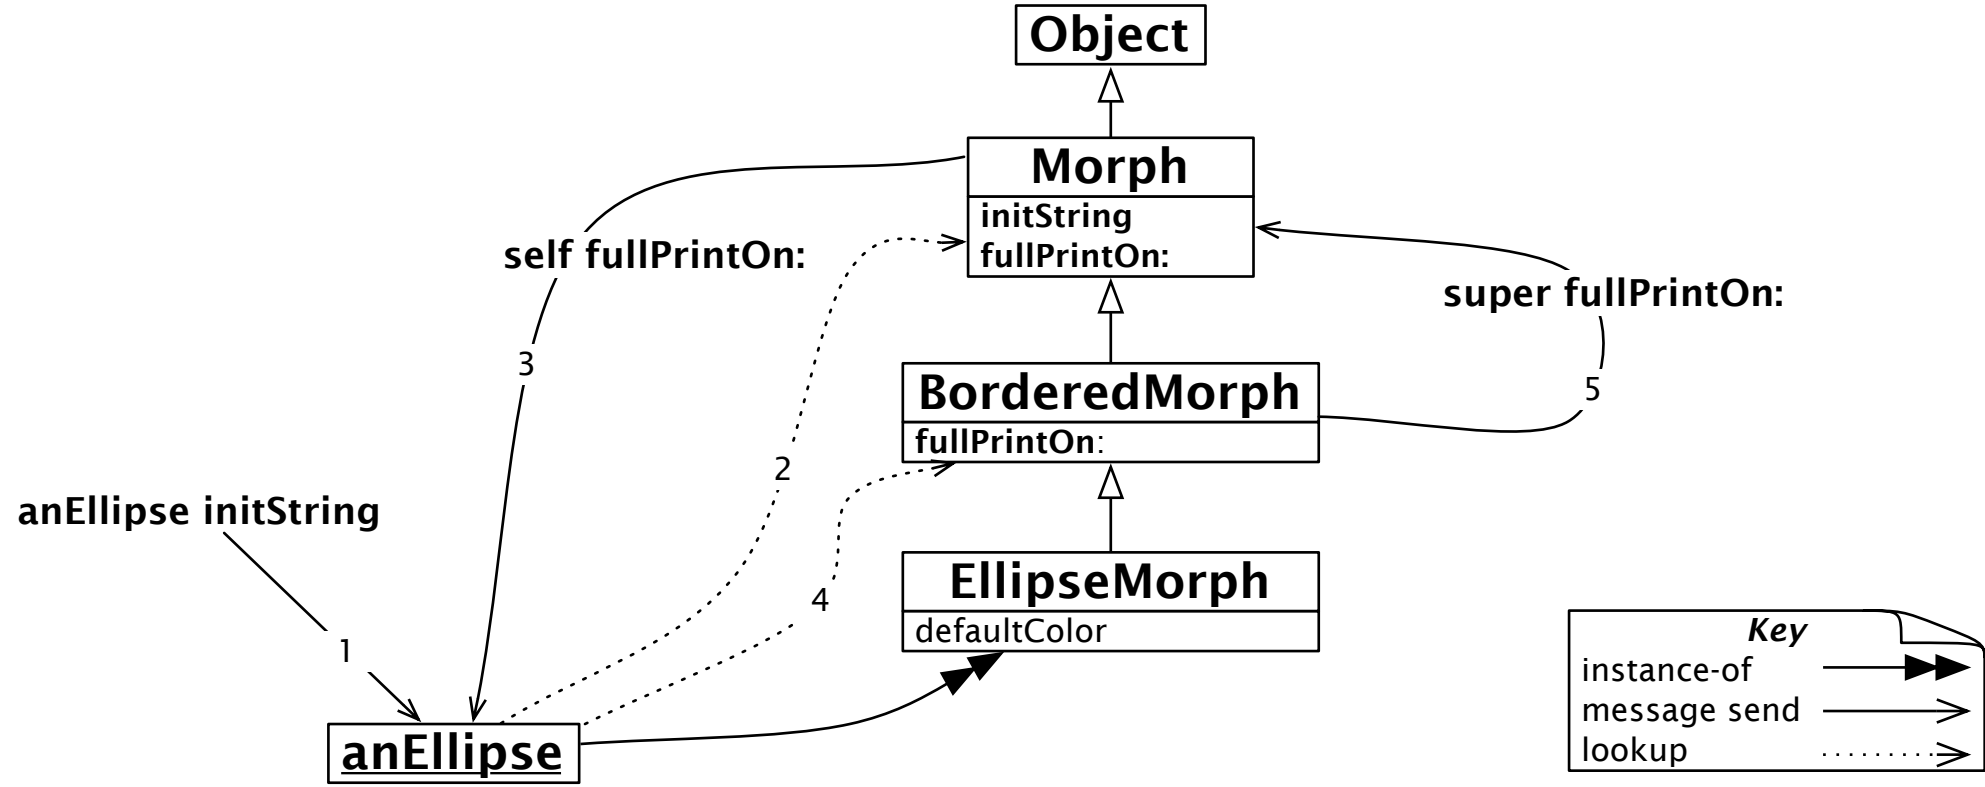 Object
Morph
initString
fullPrintOn:
self fullPrintOn:
super fullPrintOn:
3
BorderedMorph
5
fullPrintOn:
2
anEllipse initString
EllipseMorph
4
defaultColor
1
anEllipse
Key
instance-of
message send
lookup